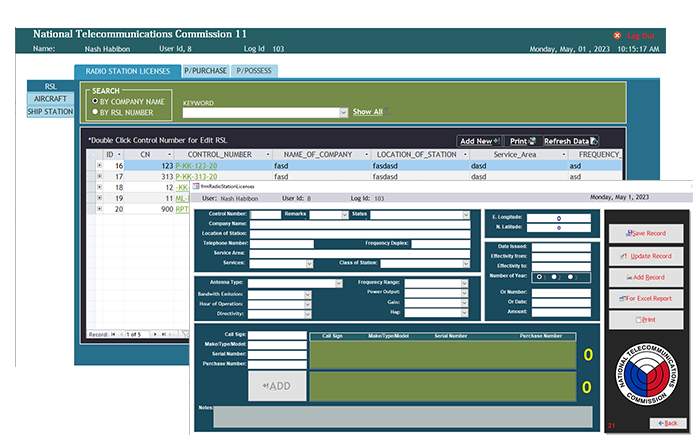 National Telecommunications Commission 11
Log Out
Name: Nash Habibon User Id, 8 Log Id 103 Monday, May, 01 , 2023 10:15:17 AM
RADIO STATION LICENSES P/PURCHASE P/POSSESS
RSL
AIRCRAFT
SHIP STATION
SEARCH
BY COMPANY NAME
BY RSL NUMBER
KEYWORD
Show All
*Double Click Control Number for Edit RSL
Add New Print Refresh Data
ID CN CONTROL_NUMBER NAME_OF_COMPANY LOCATION_OF_STATION Service_Area FREQUENCY_
16 123 P-KK-123-20 fasd fasdasd dasd asd
17 313 P-KK-313-20 fasdasd fasdasd dasd asd
18 12 -KK
19 11 ML-
20 900 RPT
Record: 1 of 5
frmRadioStationLicenses
User: Nash Habibon User Id: 8 Log Id: 103 Monday, May 1, 2023
Control Number: Remarks Status
Company Name:
Location of Station:
Telephone Number: Frequency Duplex:
Service Area:
Services: Class of Station:
E. Longitude: 0
N. Latitude: 0
Date Issued:
Effectivity from:
Effectivity to:
Number of Year: 1 2 3
Or Number:
Or Date:
Amount:
Antenna Type: Frequency Range:
Bandwith Emission: Power Output:
Hour of Operation: Gain:
Directivity: Hag:
Call Sign:
Make/Type/Model:
Serial Number:
Purchase Number:
ADD
Call Sign Make/Type/Model Serial Number Purchase Number
0
0
Notes:
Save Record
Update Record
Add Record
For Excel Report
Print
NATIONAL TELECOMMUNICATIONS COMMISSION
21
Back